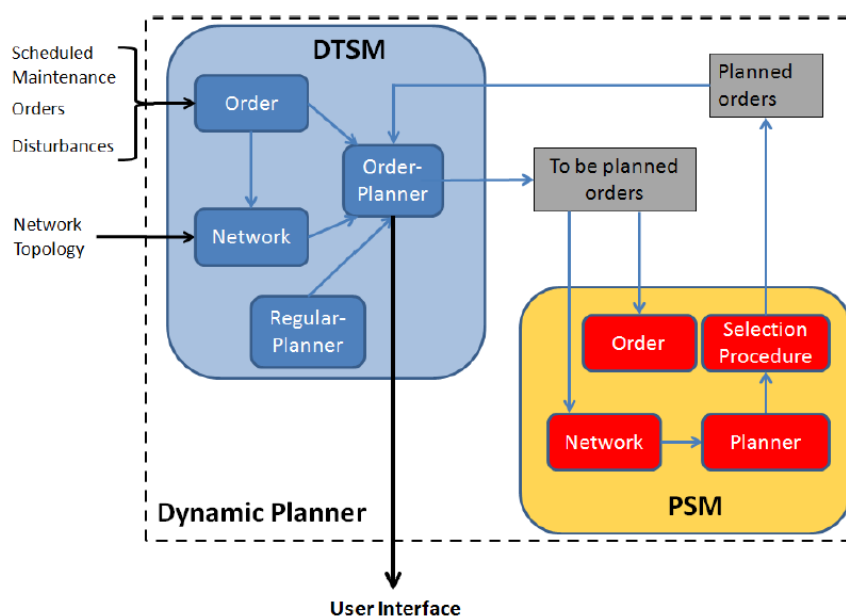 Scheduled
Maintenance
Orders
Disturbances
Network
Topology
DTSM
Order
Order-
Planner
Network
Regular-
Planner
To be planned
orders
Planned
orders
Order
Selection
Procedure
Network
Planner
PSM
Dynamic Planner
User Interface